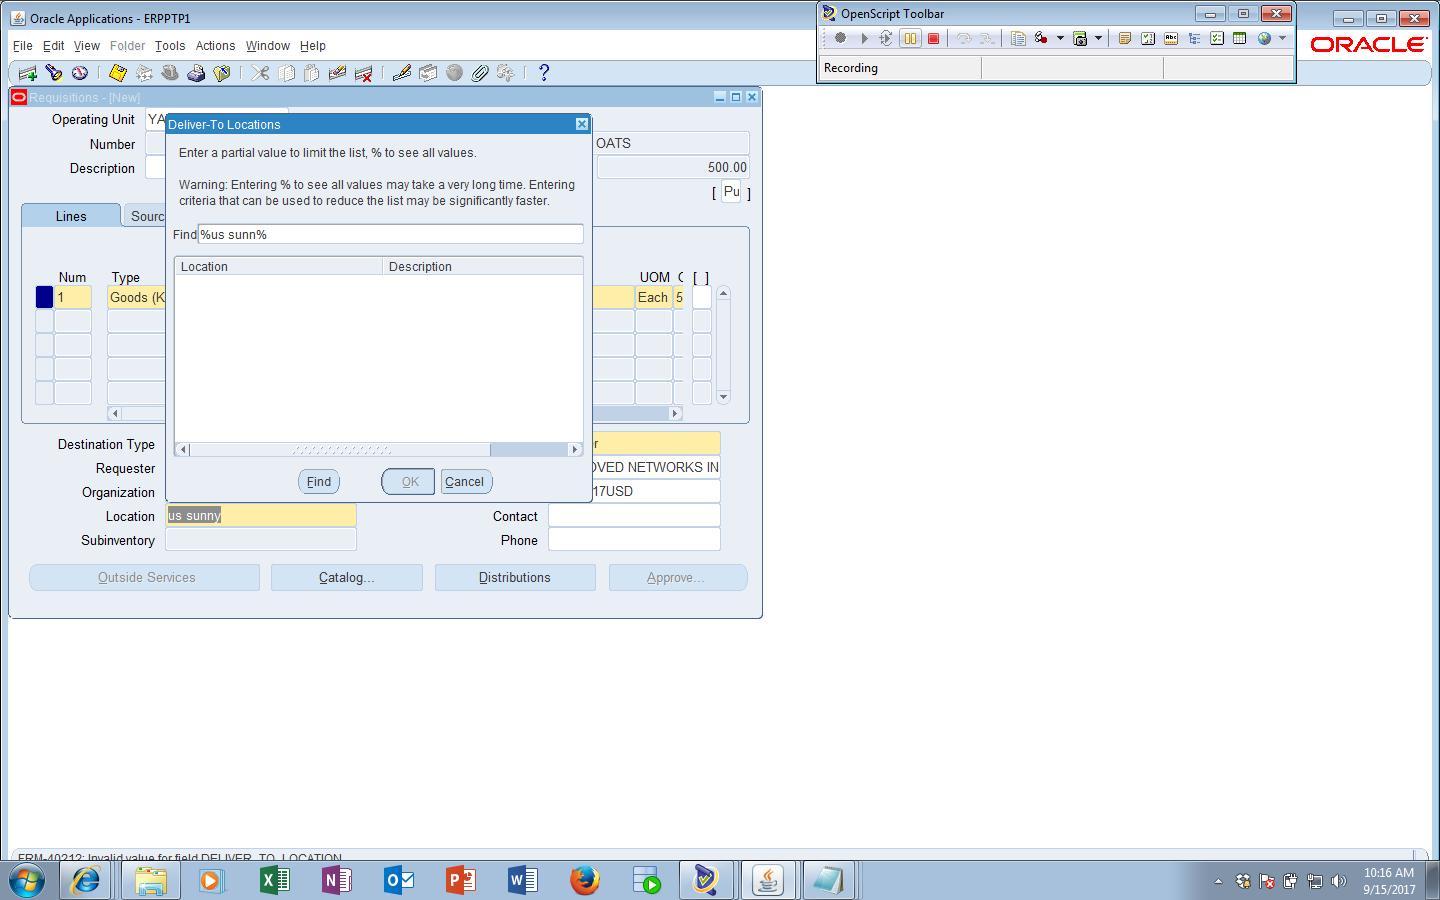 Oracle Applications - ERPPTP1
OpenScript Toolbar
File Edit View Folder Tools Actions Window Help
ORACLE
Recording
Requisitions - [New]
Operating Unit YA
Deliver-To Locations
Number
OATS
Description
500.00
[ Pu ]
Enter a partial value to limit the list, % to see all values.
Warning: Entering % to see all values may take a very long time. Entering
criteria that can be used to reduce the list may be significantly faster.
Lines Sourc
Find %us sunn%
Location Description
Num Type UOM [ ]
1 Goods (K Each 5
Destination Type
Requester OVED NETWORKS IN
Find OK Cancel
Organization 17USD
Location us sunny Contact
Subinventory Phone
Outside Services Catalog... Distributions Approve...
FRM-40212: Invalid value for field DELIVER_TO_LOCATION
10:16 AM
9/15/2017